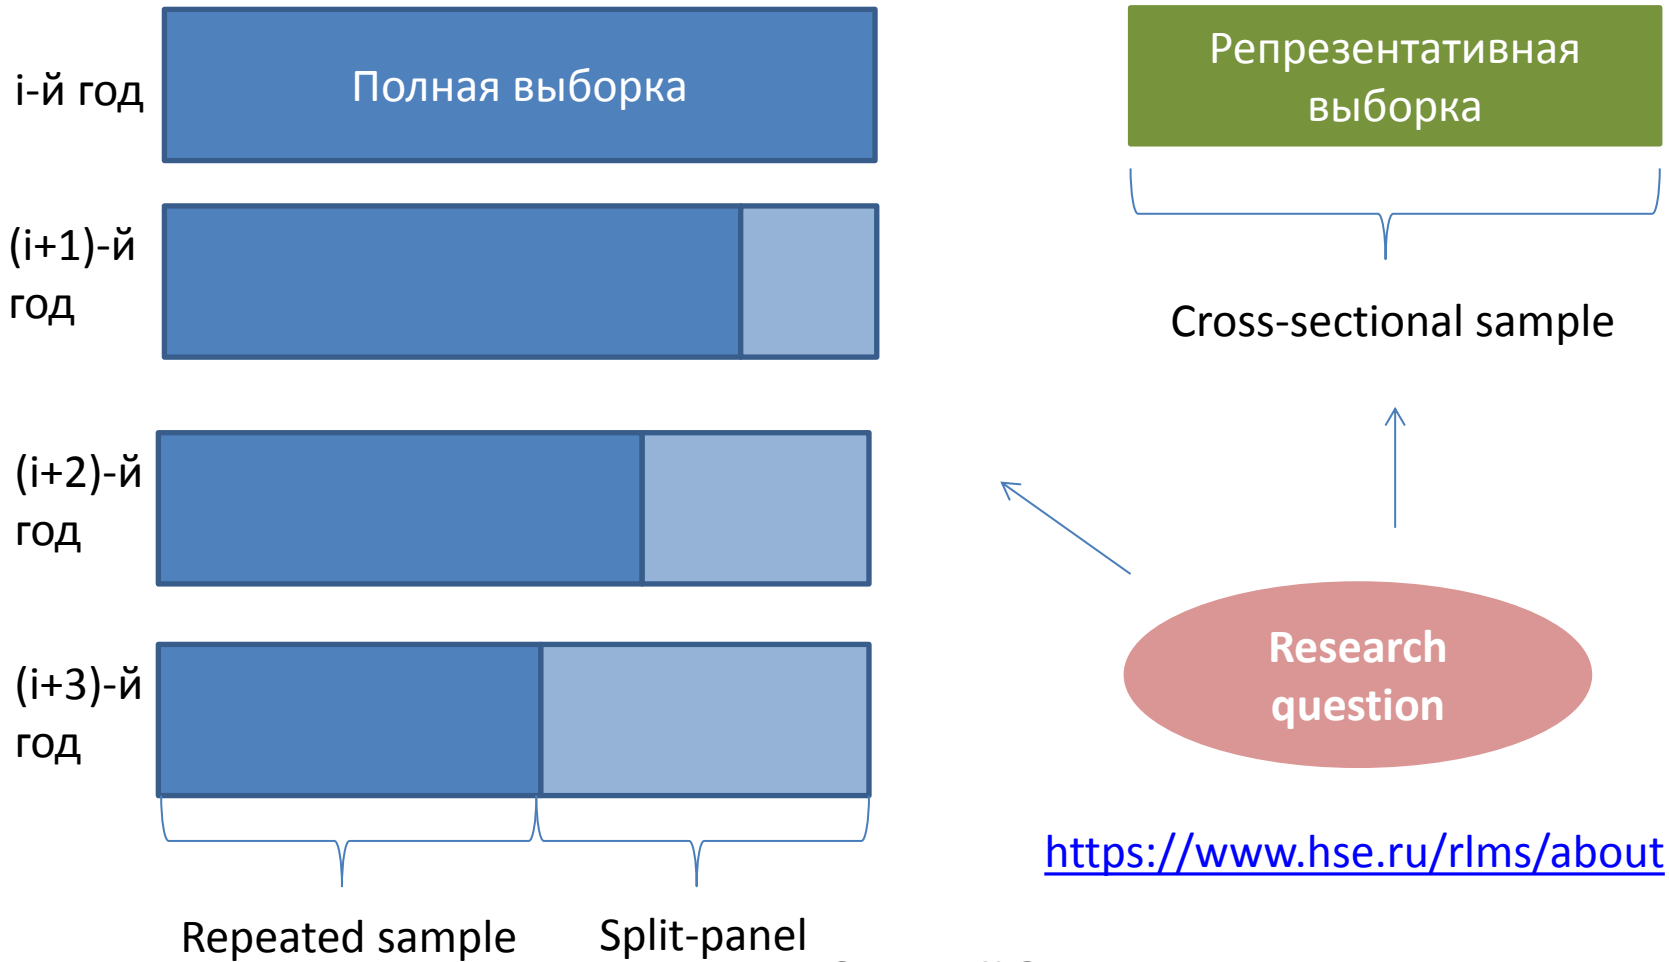 i-й год
Полная выборка
(i+1)-й
год
(i+2)-й
год
(i+3)-й
год
Repeated sample
Split-panel
Репрезентативная
выборка
Cross-sectional sample
Research
question
https://www.hse.ru/rlms/about